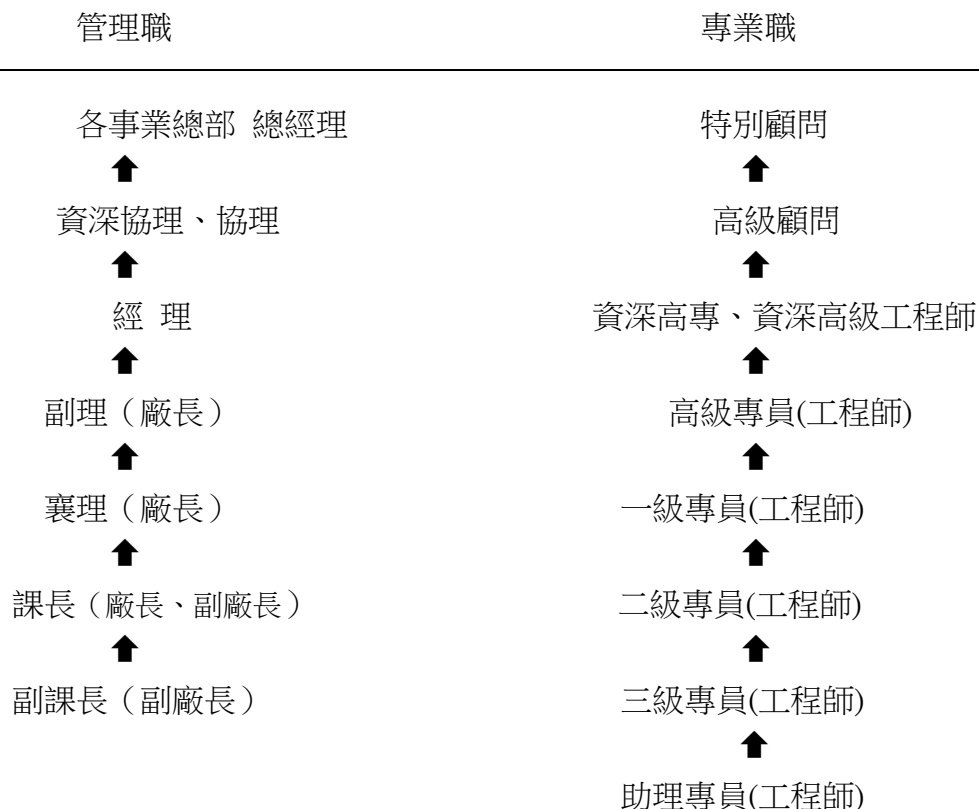 管理職 專業職
各事業總部 總經理 特別顧問
資深協理、協理 高級顧問
經 理 資深高專、資深高級工程師
副理（廠長） 高級專員(工程師)
襄理（廠長） 一級專員(工程師)
課長（廠長、副廠長） 二級專員(工程師)
副課長（副廠長） 三級專員(工程師)
助理專員(工程師)